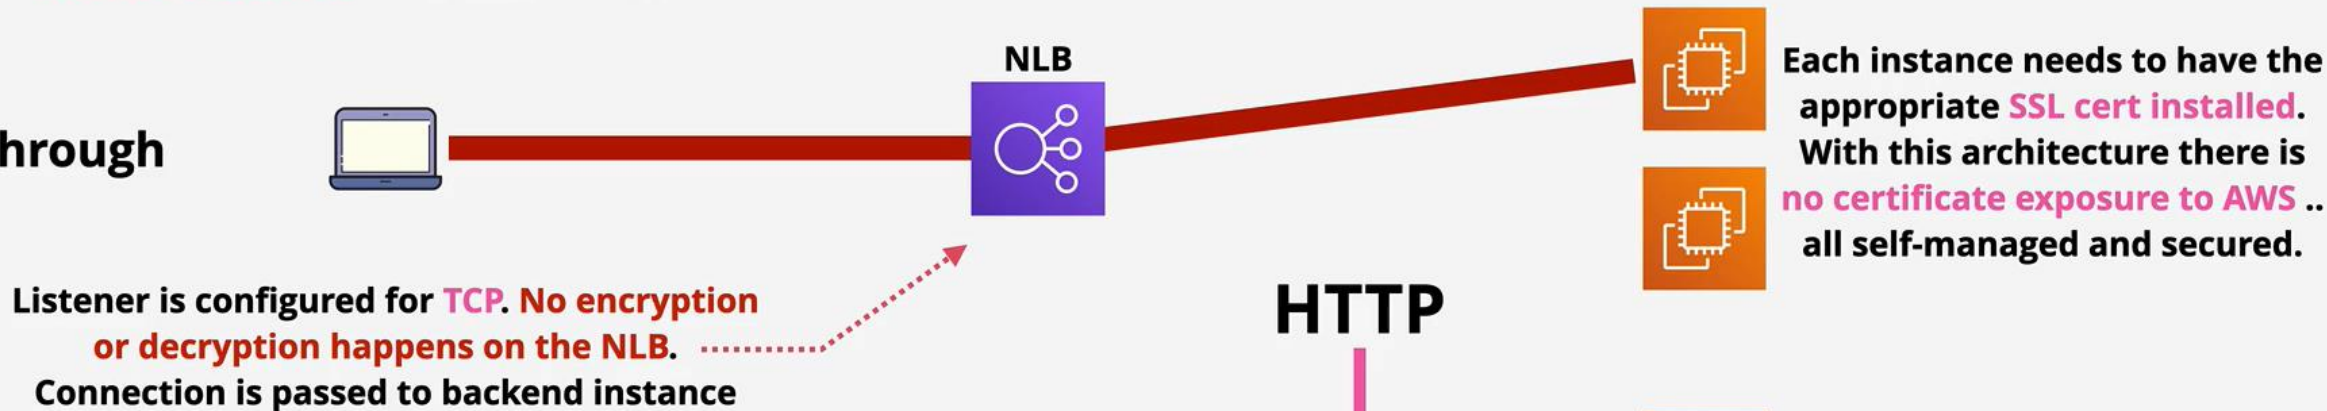 NLB
hrough
Each instance needs to have the
appropriate SSL cert installed.
With this architecture there is
no certificate exposure to AWS ..
all self-managed and secured.
Listener is configured for TCP. No encryption
or decryption happens on the NLB.
Connection is passed to backend instance
HTTP